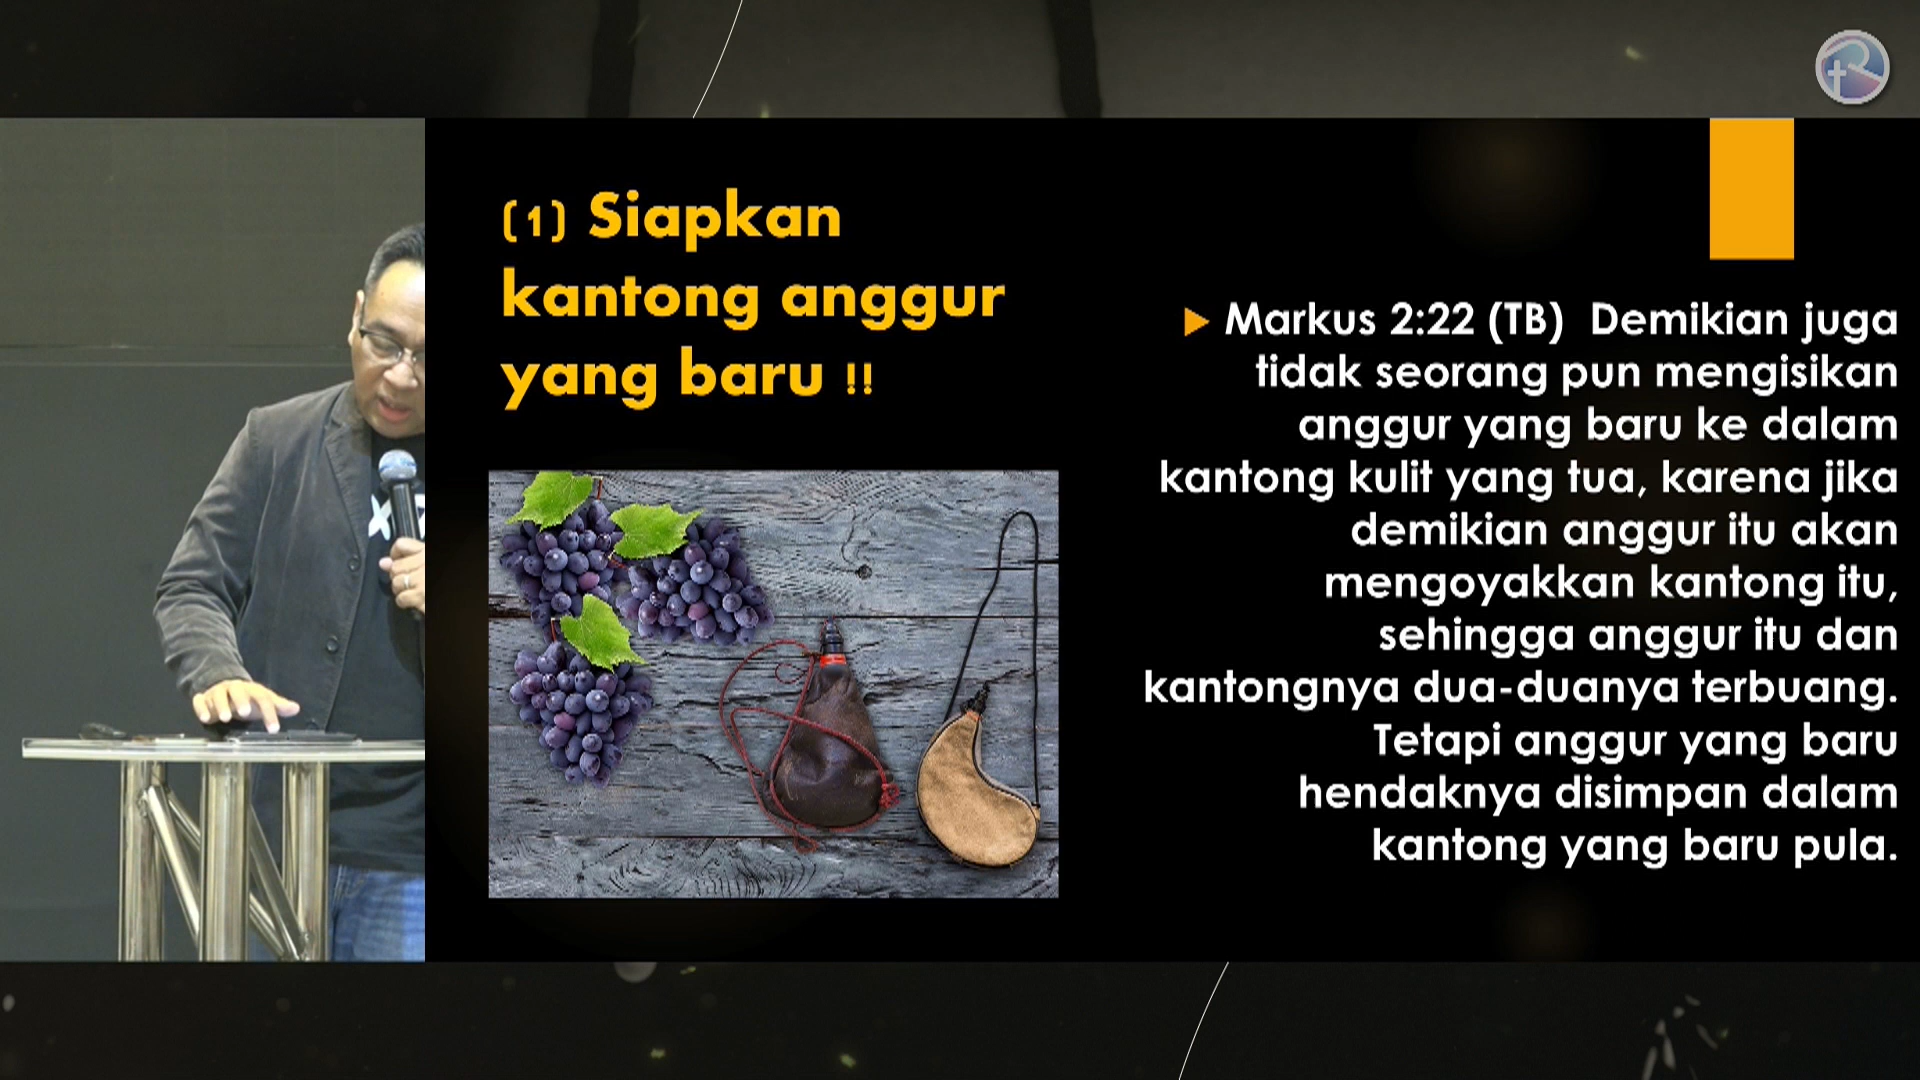 (1) Siapkan
kantong anggur
yang baru !!
Markus 2:22 (TB) Demikian juga
tidak seorang pun mengisikan
anggur yang baru ke dalam
kantong kulit yang tua, karena jika
demikian anggur itu akan
mengoyakkan kantong itu,
sehingga anggur itu dan
kantongnya dua-duanya terbuang.
Tetapi anggur yang baru
hendaknya disimpan dalam
kantong yang baru pula.